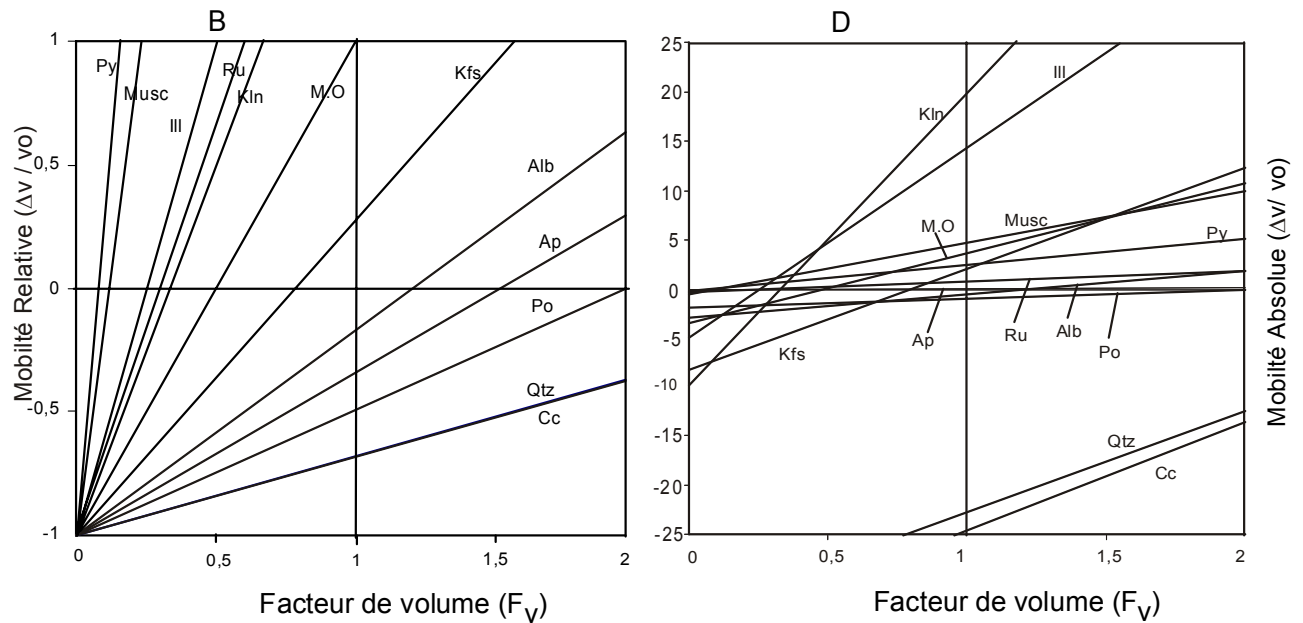 B
1
0,5
0
-0,5
-1
Mobilité Relative (Δv / vo)
Py
Musc
Ill
Ru
Kln
M.O
Kfs
Alb
Ap
Po
Qtz
Cc
0
0,5
1
1,5
2
Facteur de volume (Fv)
D
25
20
15
10
5
0
-5
-10
-15
-20
-25
Kln
Ill
M.O
Musc
Py
Kfs
Ap
Ru
Alb
Po
Qtz
Cc
0
0,5
1
1,5
2
Facteur de volume (Fv)
Mobilté Absolue (Δv/ vo)